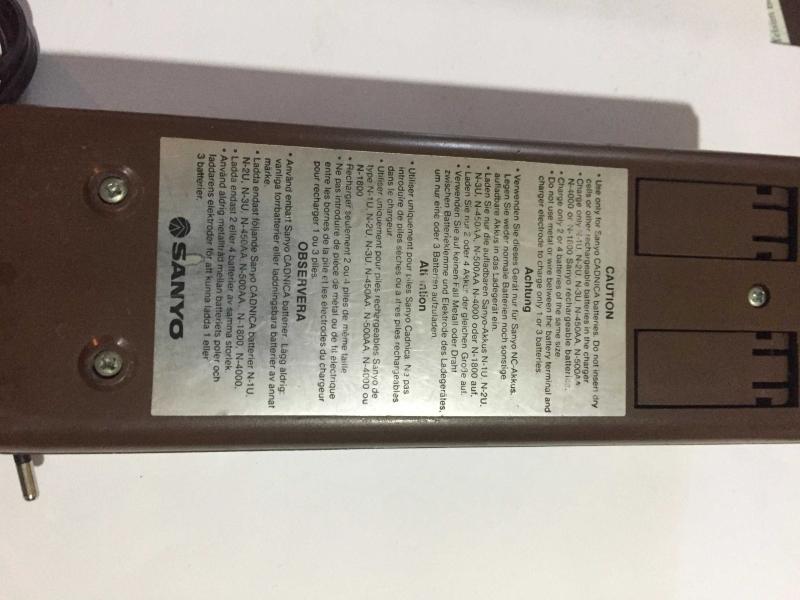 CAUTION
• Use only for Sanyo CADNICA batteries. Do not insert dry
cells or other rechargeable batteries in the charger.
• Charge only N-1U, N-2U, N-3U, N-450AA, N-500AA
N-4000 or N-1800 Sanyo rechargeable batteries.
• Charge only 2 or 4 batteries of the same size.
• Do not use metal or wire between the battery terminal and
charger electrode to charge only 1 or 3 batteries.
Achtung
• Verwenden Sie dieses Gerät nur für Sanyo NC-Akkus.
Legen Sie weder normale Batterien noch sonstige
aufladbare Akkus in das Ladegerät ein.
• Laden Sie nur die aufladbaren Sanyo-Akkus N-1U, N-2U,
N-3U, N-450AA, N-500AA, N-4000 oder N-1800 auf.
• Laden Sie nur 2 oder 4 Akkus der gleichen Größe auf.
• Verwenden Sie auf keinen Fall Metall oder Draht
zwischen Batterieklemme und Elektrode des Ladegerätes,
um nur eine oder 3 Batterien aufzuladen.
Attention
• Utiliser uniquement pour piles Sanyo Cadnica. Ne pas
introduire de piles sèches ou autres piles rechargeables
dans le chargeur.
• Utiliser uniquement pour piles rechargeables Sanyo de
type N-1U, N-2U, N-3U, N-450AA, N-500AA, N-4000 ou
N-1800
• Recharger seulement 2 ou 4 piles de même taille
• Ne pas introduire de pièce de métal ou de fil électrique
entre les bornes de la pile et les électrodes du chargeur
pour recharger 1 ou 3 piles.
OBSERVERA
• Använd enbart Sanyo CADNICA batterier. Lägg aldrig
vanliga torrbatterier eller laddningsbara batterier av annat
märke.
• Ladda endast följande Sanyo CADNICA batterier N-1U,
N-2U, N-3U, N-450AA, N-500AA, N-1800, N-4000.
• Ladda endast 2 eller 4 batterier av samma storlek.
• Använd aldrig metalltråd mellan batteriets poler och
laddarens elektroder för att kunna ladda 1 eller
3 batterier.
SANYO